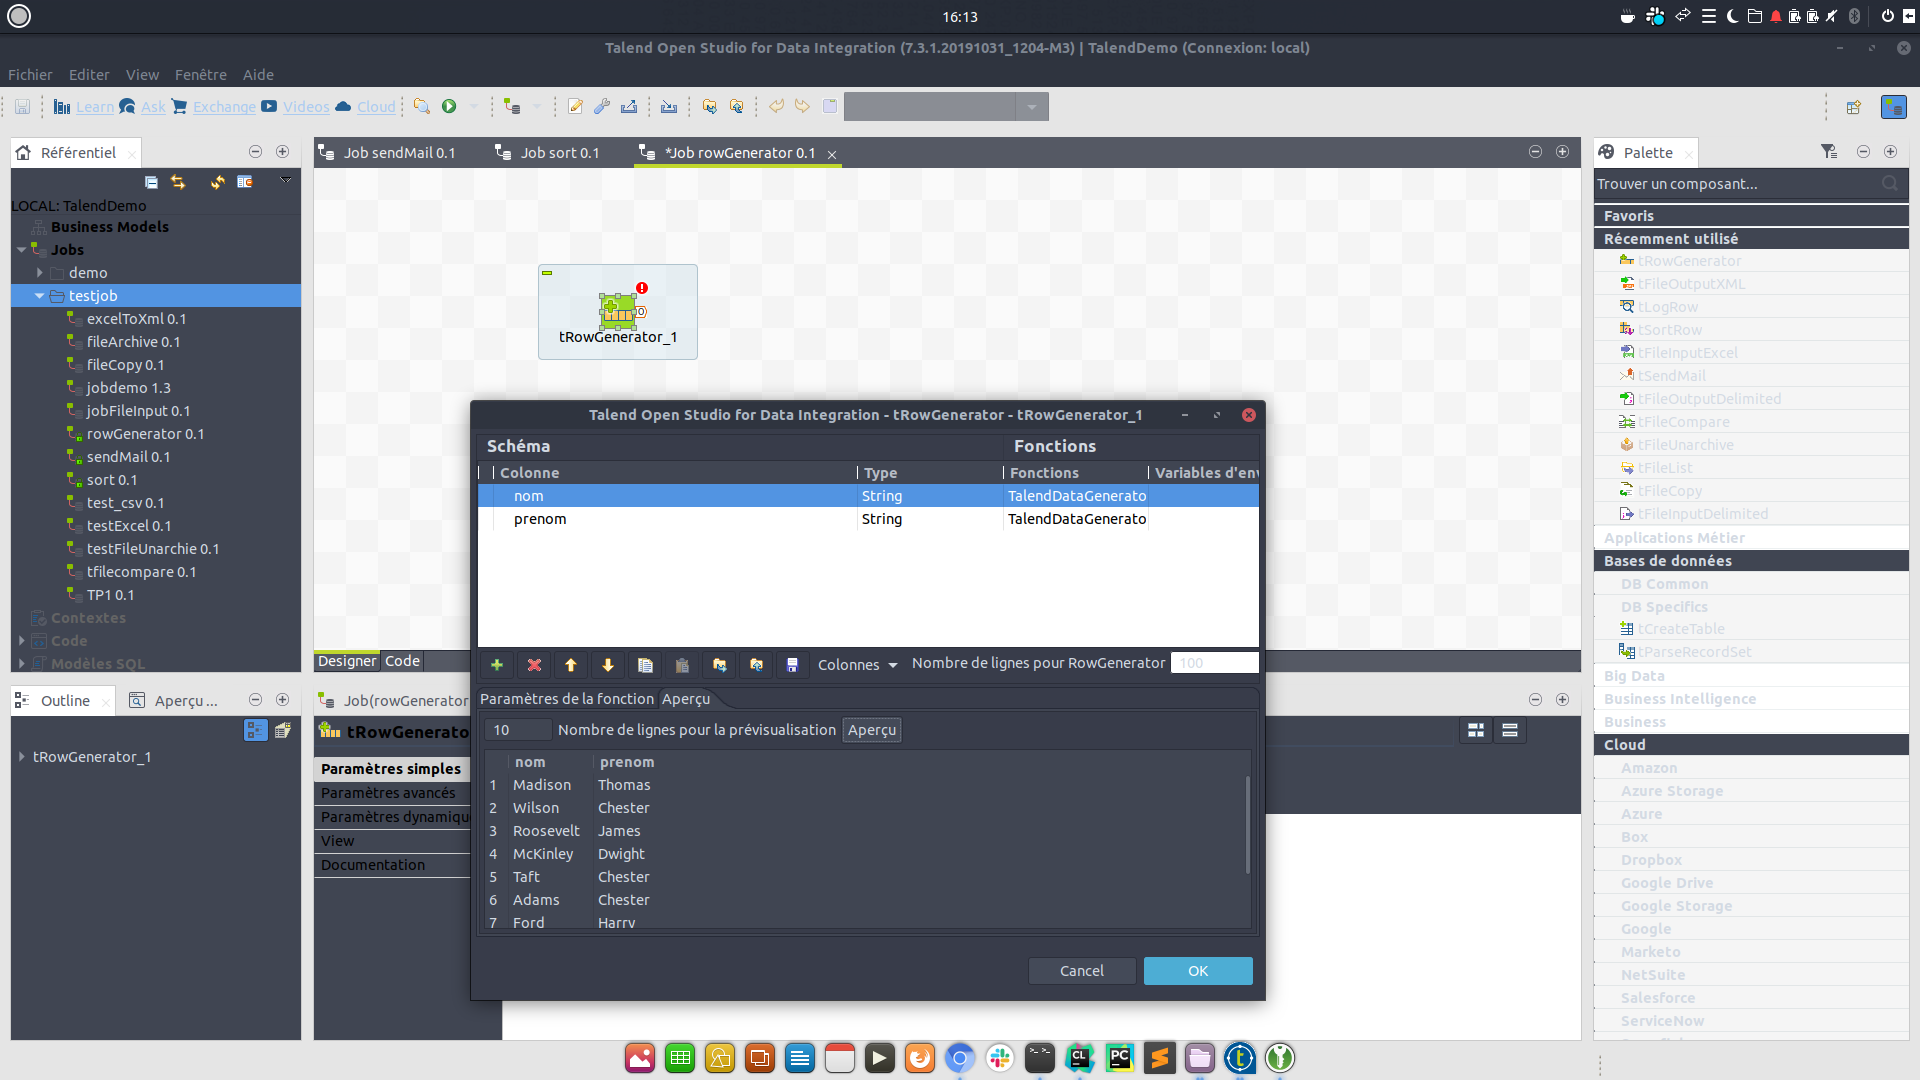 16:13
Talend Open Studio for Data Integration (7.3.1.20191031_1204-M3) | TalendDemo (Connexion: local)
Fichier Editer View Fenêtre Aide
Learn Ask Exchange Videos Cloud
Référentiel
LOCAL: TalendDemo
Business Models
Jobs
demo
testjob
excelToXml 0.1
fileArchive 0.1
fileCopy 0.1
jobdemo 1.3
jobFileInput 0.1
rowGenerator 0.1
sendMail 0.1
sort 0.1
test_csv 0.1
testExcel 0.1
testFileUnarchie 0.1
tfilecompare 0.1
TP1 0.1
Contextes
Code
Modèles SQL
Outline Aperçu ...
tRowGenerator_1
Job sendMail 0.1 Job sort 0.1 *Job rowGenerator 0.1
tRowGenerator_1
Designer Code
Job(rowGenerator
tRowGenerato
Paramètres simples
Paramètres avancés
Paramètres dynamiqu
View
Documentation
Talend Open Studio for Data Integration - tRowGenerator - tRowGenerator_1
Schéma Fonctions
Colonne Type Fonctions Variables d'env
nom String TalendDataGenerato
prenom String TalendDataGenerato
Colonnes Nombre de lignes pour RowGenerator 100
Paramètres de la fonction Aperçu
10 Nombre de lignes pour la prévisualisation Aperçu
nom prenom
1 Madison Thomas
2 Wilson Chester
3 Roosevelt James
4 McKinley Dwight
5 Taft Chester
6 Adams Chester
7 Ford Harry
Cancel OK
Palette
Trouver un composant...
Favoris
Récemment utilisé
tRowGenerator
tFileOutputXML
tLogRow
tSortRow
tFileInputExcel
tSendMail
tFileOutputDelimited
tFileCompare
tFileUnarchive
tFileList
tFileCopy
tFileInputDelimited
Applications Métier
Bases de données
DB Common
DB Specifics
tCreateTable
tParseRecordSet
Big Data
Business Intelligence
Business
Cloud
Amazon
Azure Storage
Azure
Box
Dropbox
Google Drive
Google Storage
Google
Marketo
NetSuite
Salesforce
ServiceNow
CL
PC